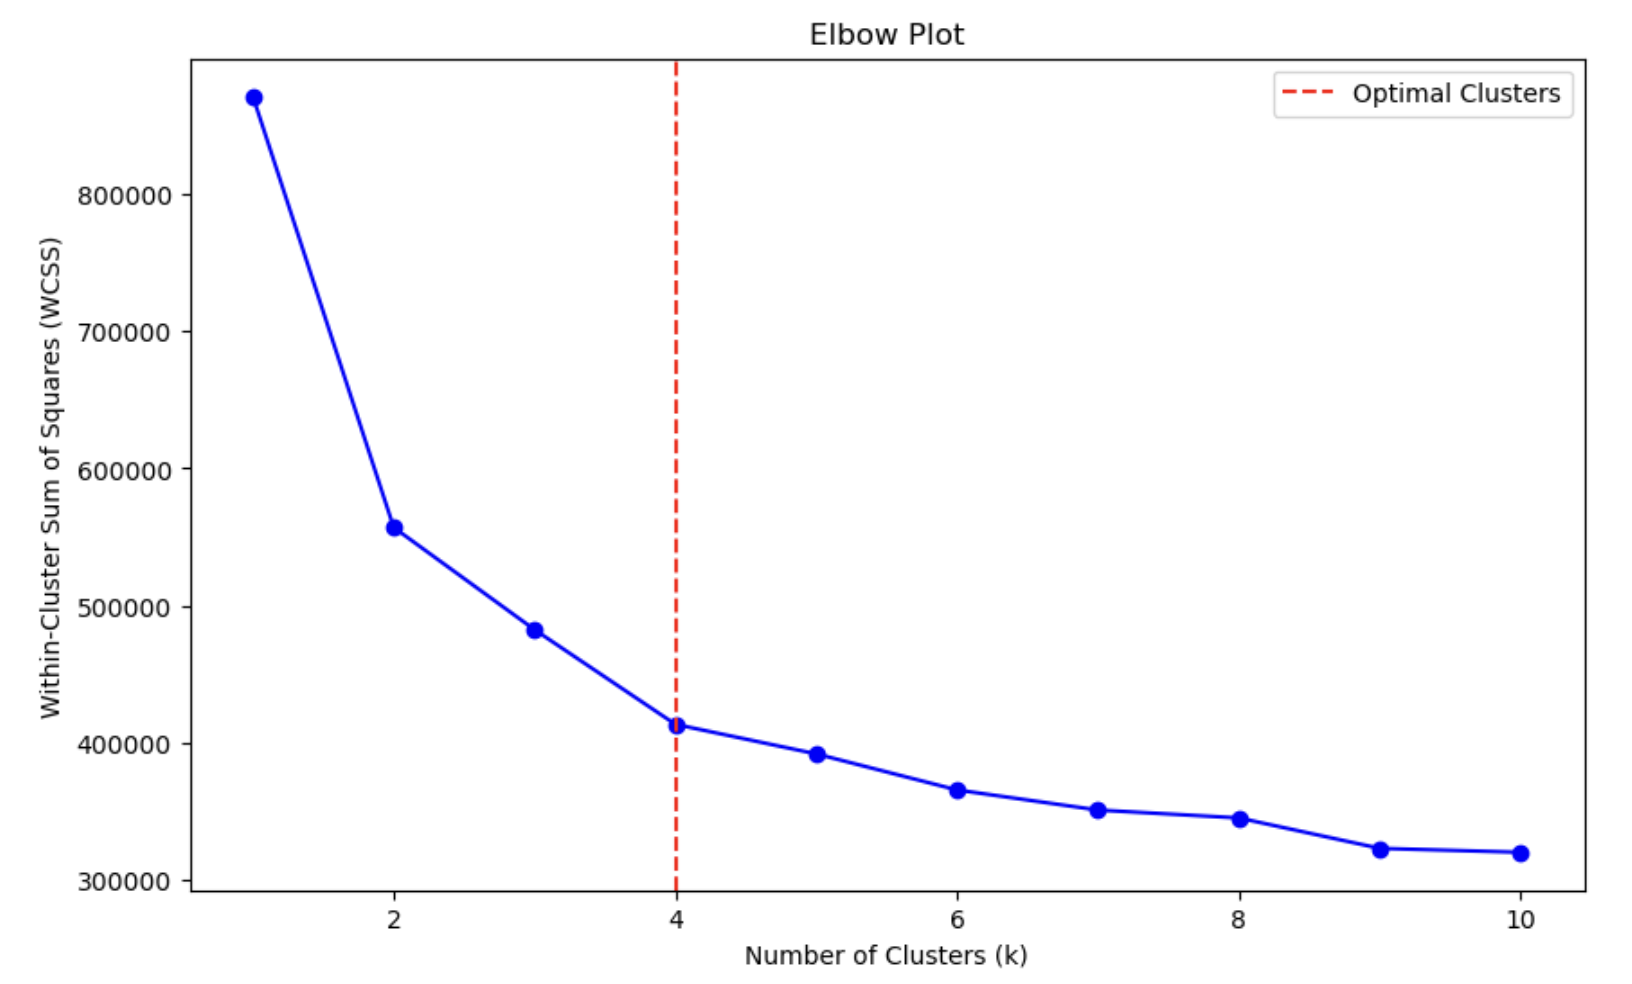 Elbow Plot
Optimal Clusters
Within-Cluster Sum of Squares (WCSS)
800000
700000
600000
500000
400000
300000
2 4 6 8 10
Number of Clusters (k)